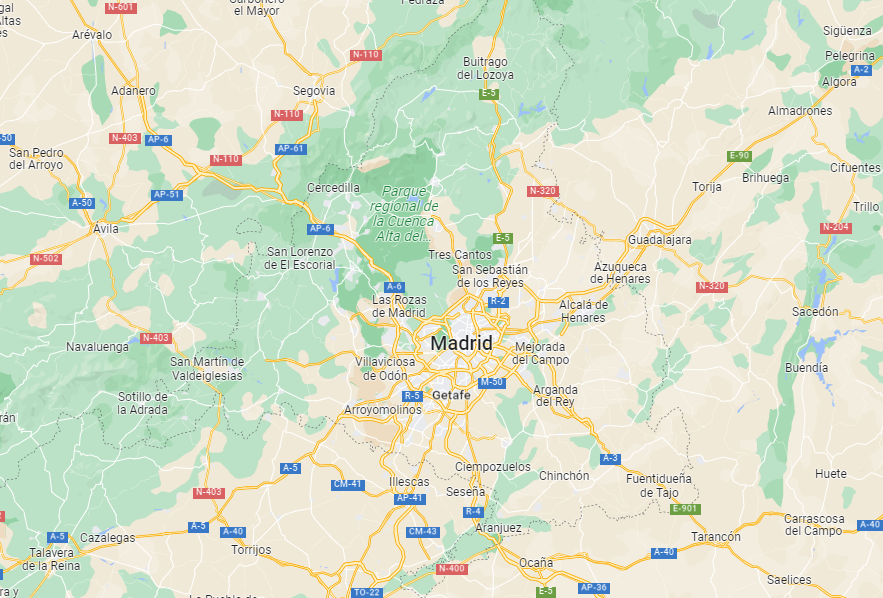 N-601
Carbonero
el Mayor
Pedraza
Arévalo
N-110
Sigüenza
Buitrago
del Lozoya
Pelegrina
A-2
Algora
Adanero
Segovia
E-5
Almadrones
N-110
N-403
AP-6
AP-61
San Pedro
del Arroyo
N-110
E-90
Cifuentes
Brihuega
Torija
Cercedilla
Parque
regional de
la Cuenca
Alta del...
N-320
A-50
AP-51
Trillo
Ávila
AP-6
N-204
E-5
Guadalajara
N-502
San Lorenzo
de El Escorial
Tres Cantos
San Sebastián
de los Reyes
Azuqueca
de Henares
A-6
N-320
Las Rozas
de Madrid
R-2
Alcalá de
Henares
Sacedón
N-403
Navaluenga
Madrid
Mejorada
del Campo
San Martín de
Valdeiglesias
Villaviciosa
de Odón
Buendía
M-50
Sotillo de
la Adrada
R-5
Getafe
Arganda
del Rey
Arroyomolinos
A-3
A-5
Ciempozuelos
Chinchón
Huete
CM-41
Illescas
Fuentidueña
de Tajo
N-403
AP-41
Seseña
E-901
R-4
Carrascosa
del Campo
A-40
A-5
A-40
CM-43
Aranjuez
A-5
Cazalegas
Tarancón
Talavera
de la Reina
Torrijos
A-40
Ocaña
N-400
Saelices
TO-22
E-5
AP-36